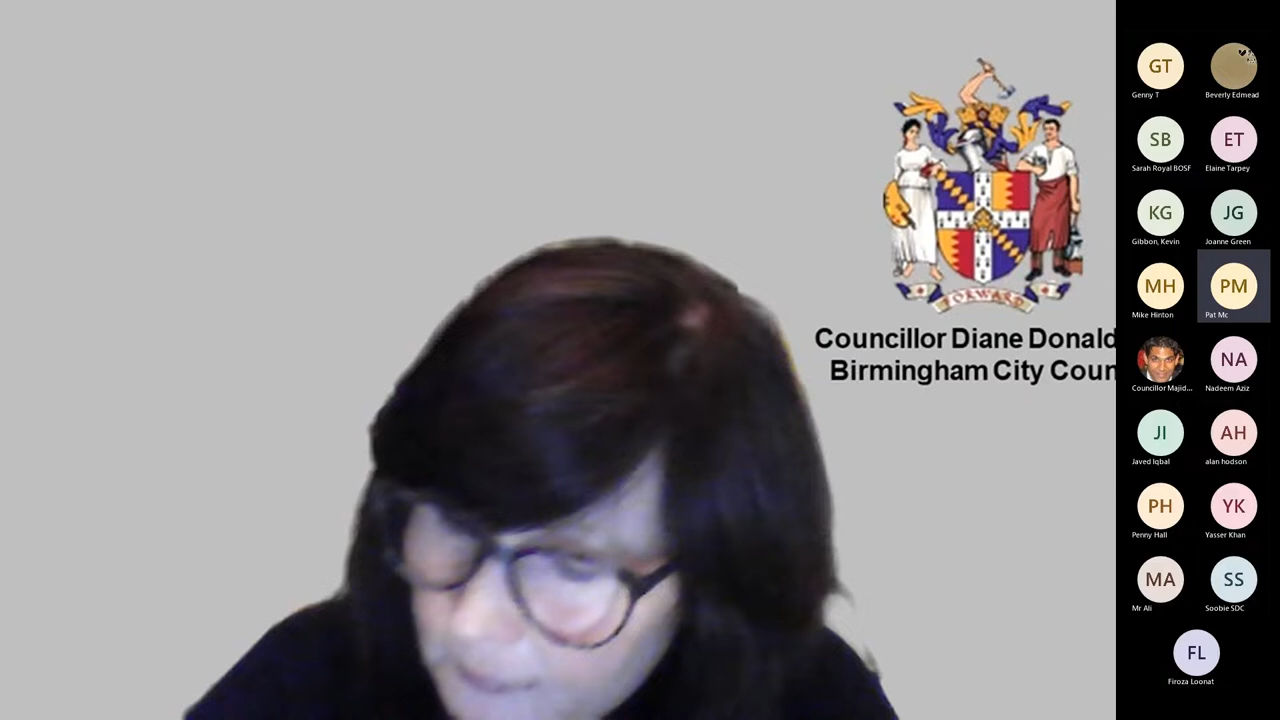 FORWARD
Councillor Diane Donald
Birmingham City Coun
GT
Genny T
Beverly Edmead
SB
Sarah Royal BOSF
ET
Elaine Tarpey
KG
Gibbon, Kevin
JG
Joanne Green
MH
Mike Hinton
PM
Pat Mc
Councillor Majid...
NA
Nadeem Aziz
JI
Javed Iqbal
AH
alan hodson
PH
Penny Hall
YK
Yasser Khan
MA
Mr Ali
SS
Soobie SDC
FL
Firoza Loonat